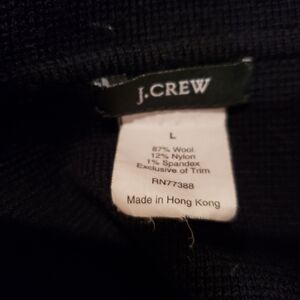 J.CREW
L
87% Wool
12% Nylon
1% Spandex
Exclusive of Trim
RN77388
Made in Hong Kong